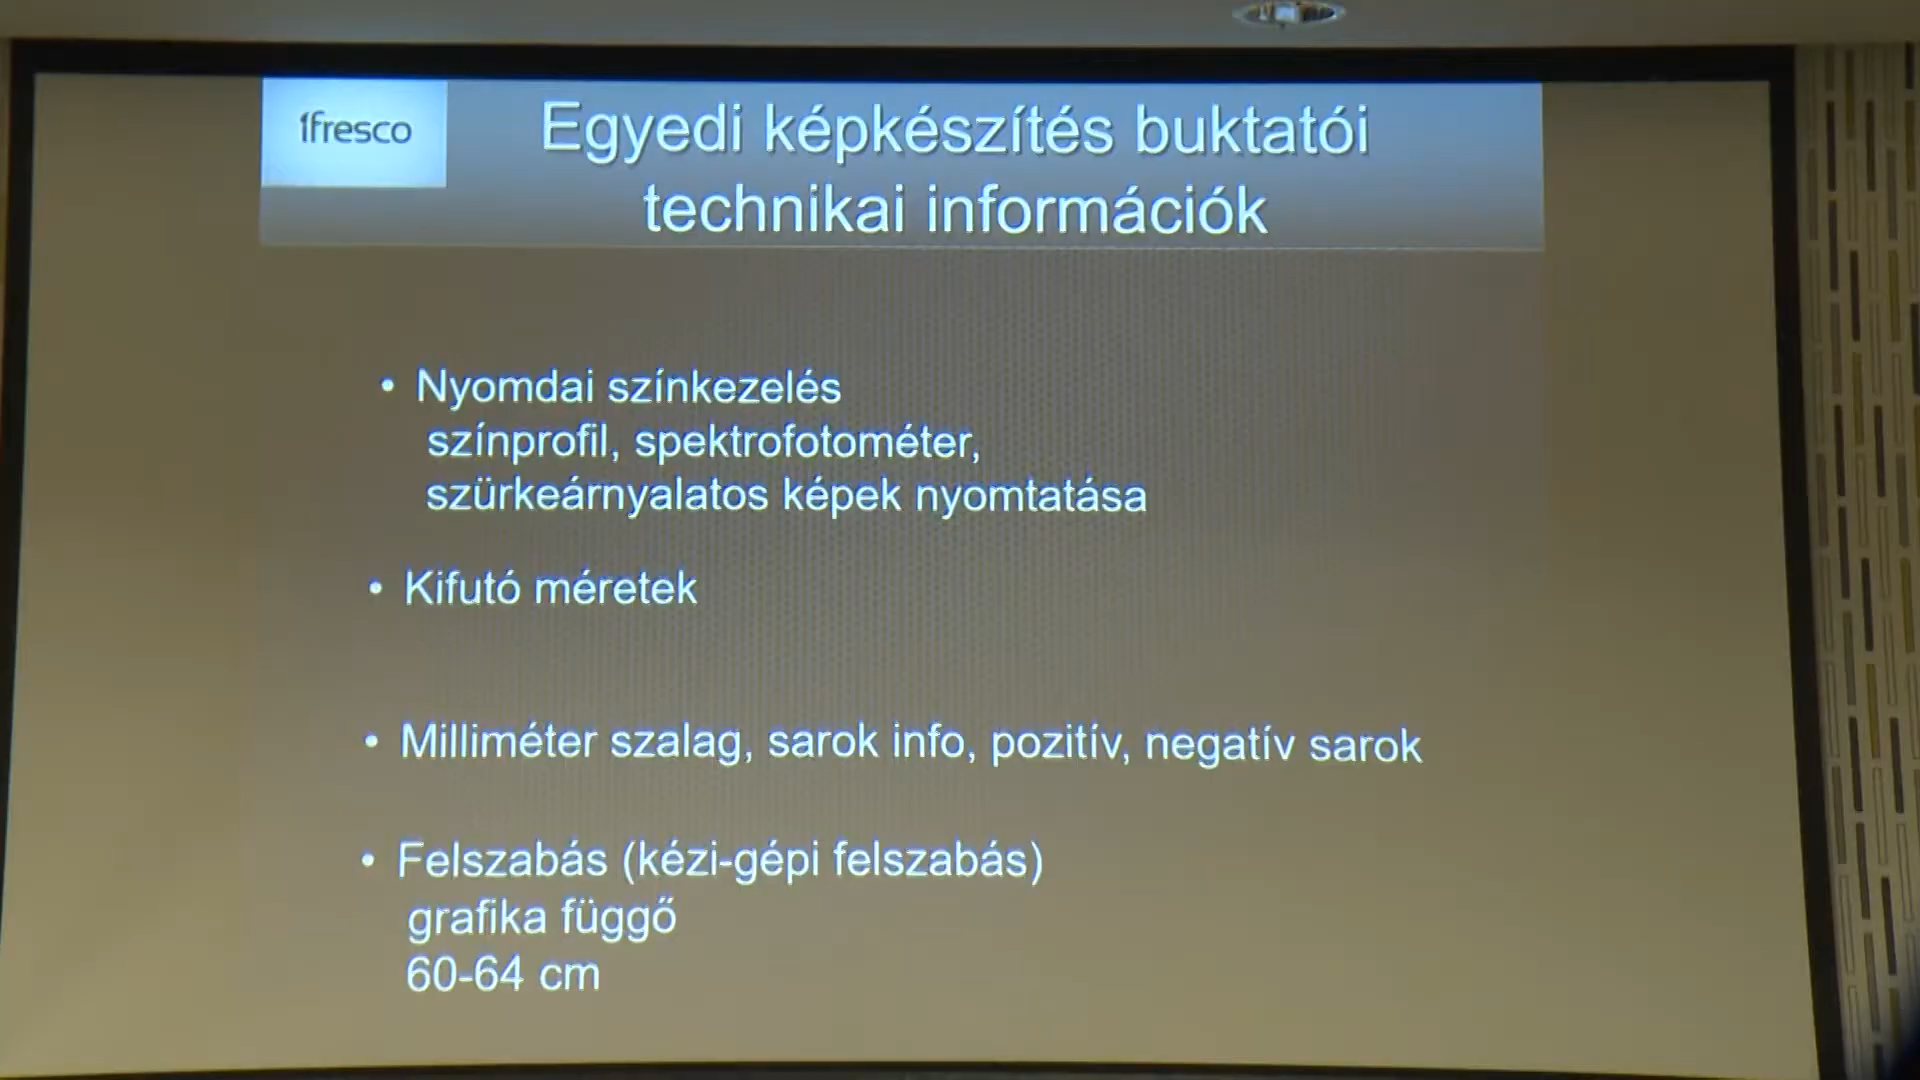 ifresco
Egyedi képkészítés buktatói
technikai információk
• Nyomdai színkezelés
színprofil, spektrofotométer,
szürkeárnyalatos képek nyomtatása
• Kifutó méretek
• Milliméter szalag, sarok info, pozitív, negatív sarok
• Felszabás (kézi-gépi felszabás)
grafika függő
60-64 cm